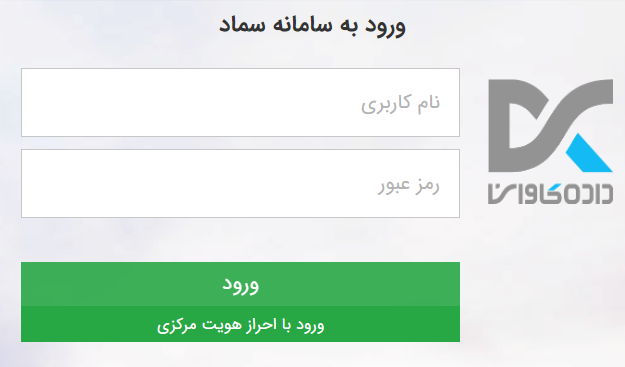 ورود به سامانه سماد
نام کاربری
رمز عبور
داده‌کاوان
ورود
ورود با احراز هویت مرکزی